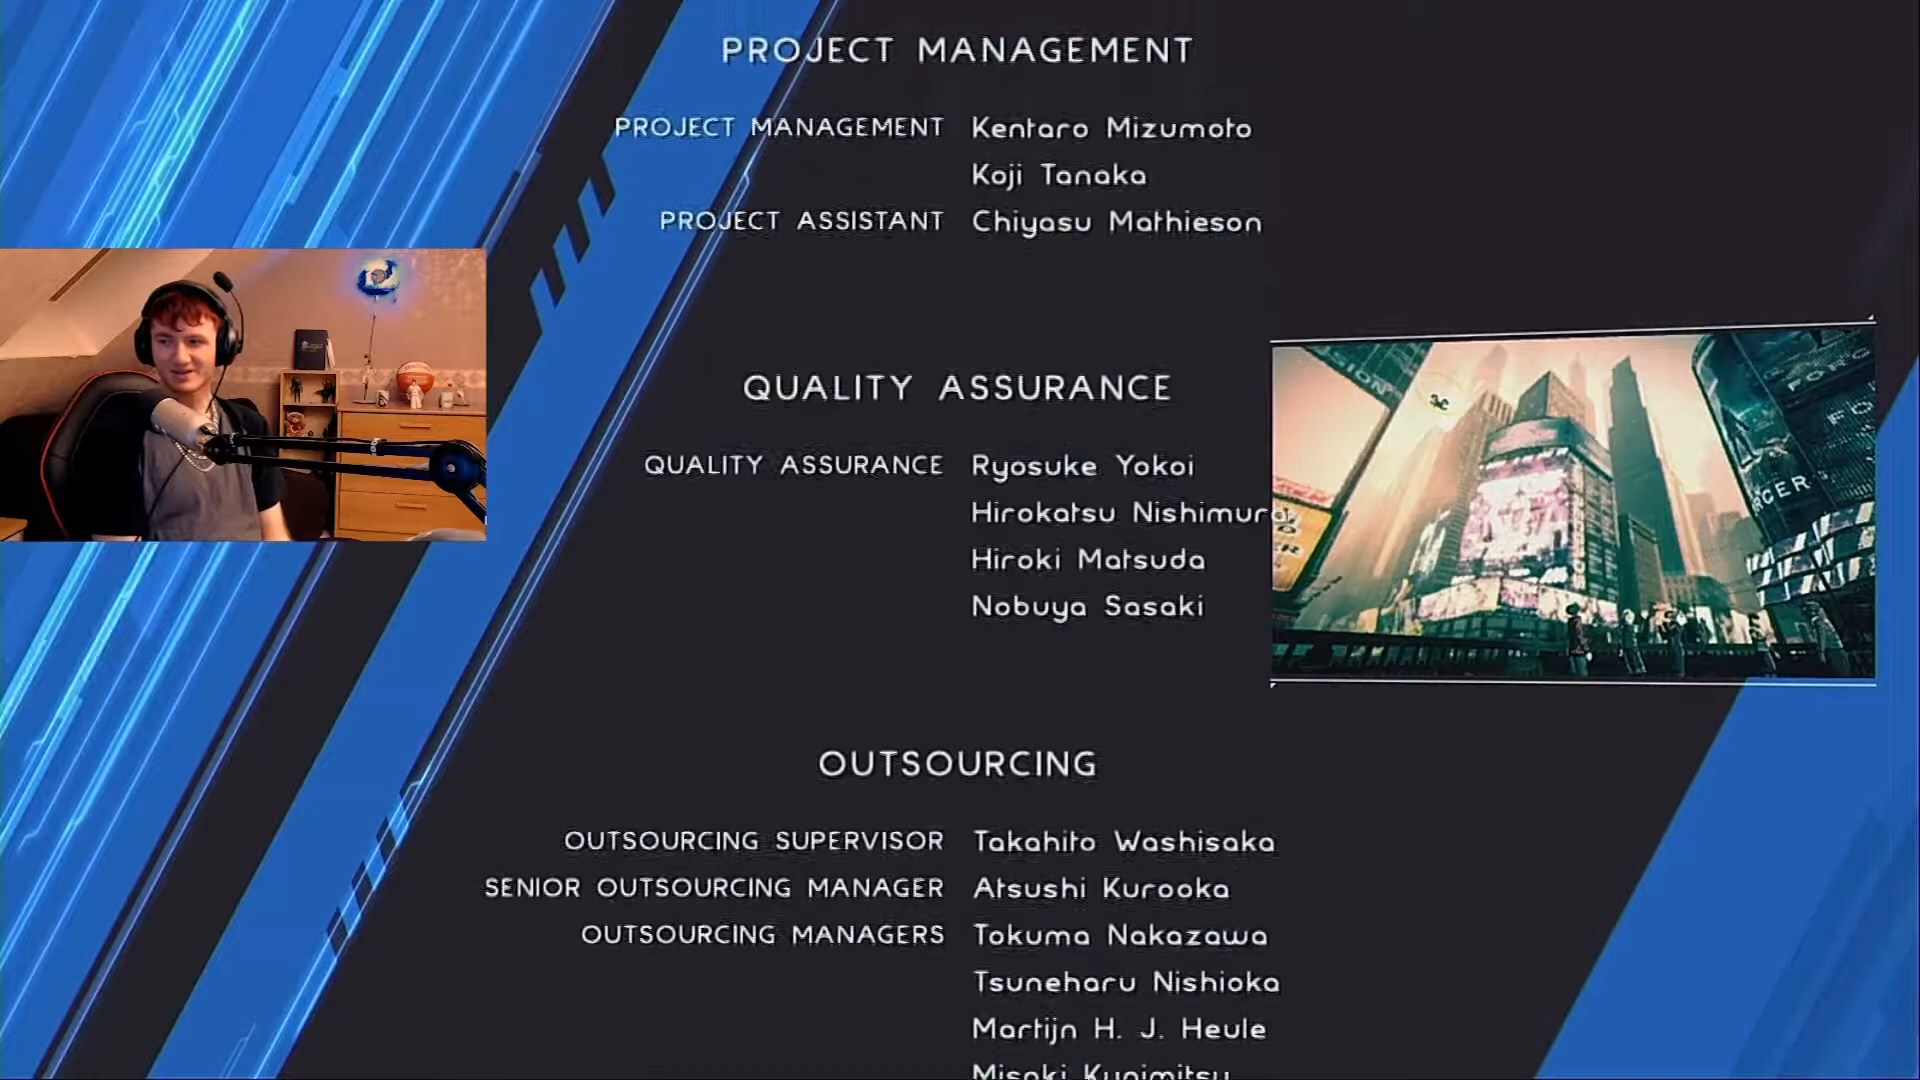 PROJECT MANAGEMENT
PROJECT MANAGEMENT Kentaro Mizumoto
Koji Tanaka
PROJECT ASSISTANT Chiyasu Mathieson
QUALITY ASSURANCE
QUALITY ASSURANCE Ryosuke Yokoi
Hirokatsu Nishimura
Hiroki Matsuda
Nobuya Sasaki
OUTSOURCING
OUTSOURCING SUPERVISOR Takahito Washisaka
SENIOR OUTSOURCING MANAGER Atsushi Kurooka
OUTSOURCING MANAGERS Tokuma Nakazawa
Tsuneharu Nishioka
Martijn H. J. Heule
Misaki Kunimitsu